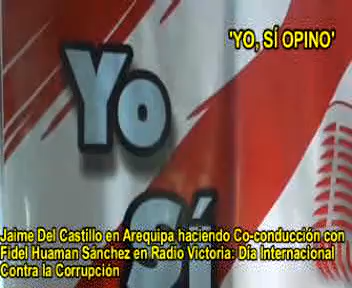 'YO, SÍ OPINO'
Yo
Sí
Jaime Del Castillo en Arequipa haciendo Co-conducción con
Fidel Huaman Sánchez en Radio Victoria: Día Internacional
Contra la Corrupción